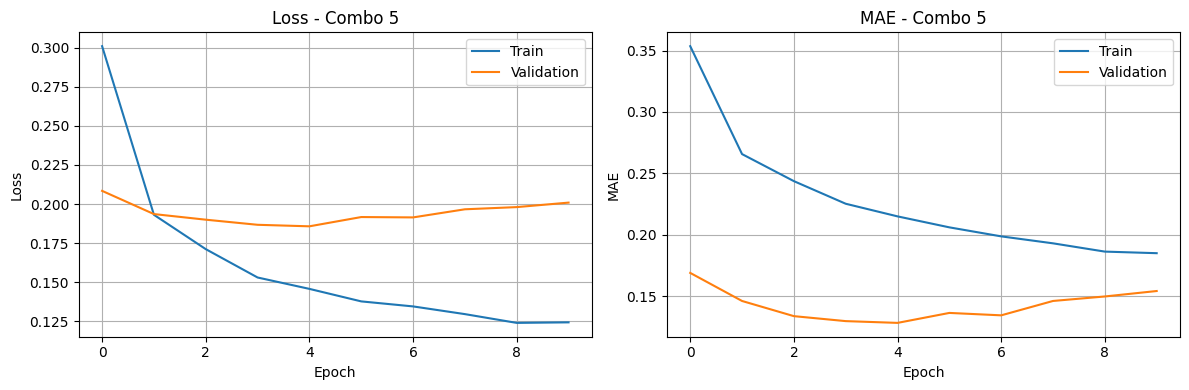 Loss - Combo 5
Train
Validation
0.300
0.275
0.250
0.225
0.200
0.175
0.150
0.125
Loss
0 2 4 6 8
Epoch
MAE - Combo 5
Train
Validation
0.35
0.30
0.25
0.20
0.15
MAE
0 2 4 6 8
Epoch